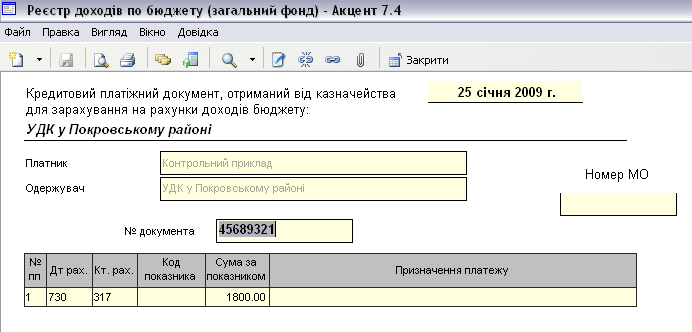 Реєстр доходів по бюджету (загальний фонд) - Акцент 7.4
Файл Правка Вигляд Вікно Довідка
Закрити
Кредитовий платіжний документ, отриманий від казначейства
для зарахування на рахунки доходів бюджету:
25 січня 2009 г.
УДК у Покровському районі
Платник Контрольний приклад
Номер МО
Одержувач УДК у Покровському районі
№ документа 45689321
№ пп Дт рах. Кт. рах. Код показника Сума за показником Призначення платежу
1 730 317 1800.00